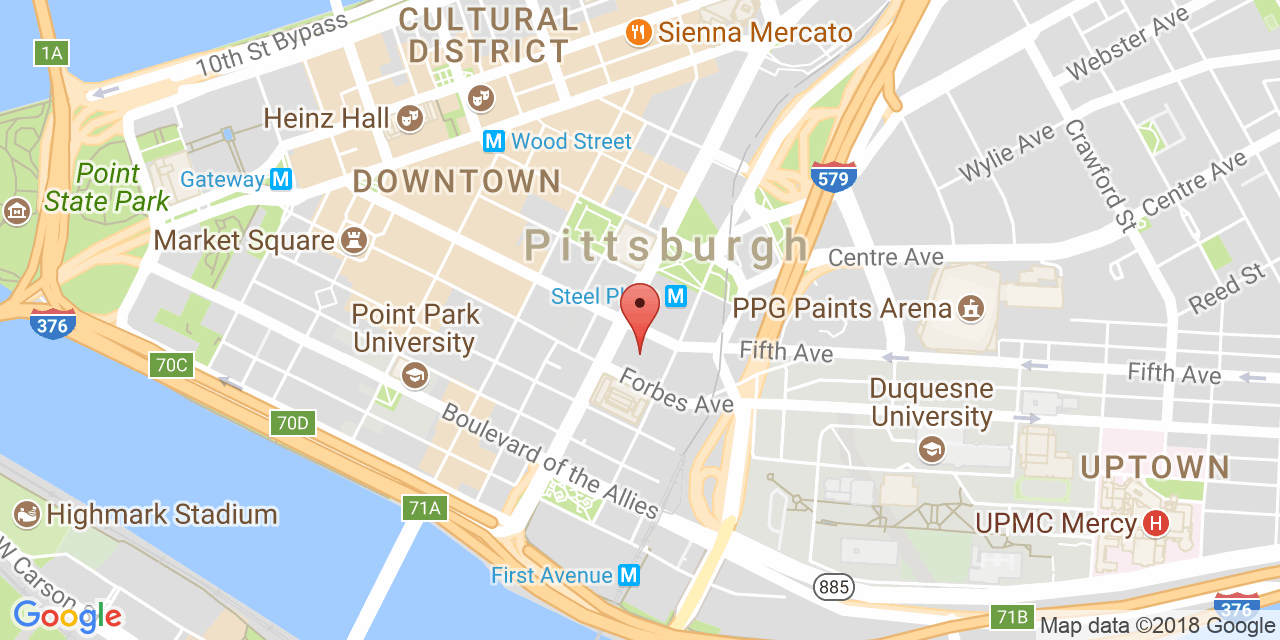 CULTURAL
DISTRICT
Sienna Mercato
Webster Ave
1A
10th St Bypass
Heinz Hall
M Wood Street
Wylie Ave
Crawford St
Centre Ave
Point
State Park
Gateway M
DOWNTOWN
579
Market Square
Pittsburgh
Centre Ave
Reed St
Steel Pl M
PPG Paints Arena
376
Point Park
University
Fifth Ave
Fifth Ave
70C
Forbes Ave
Duquesne
University
70D
Boulevard of the Allies
UPTOWN
71A
Highmark Stadium
UPMC Mercy H
W Carson
First Avenue M
885
376
Google
71B
Map data ©2018 Google